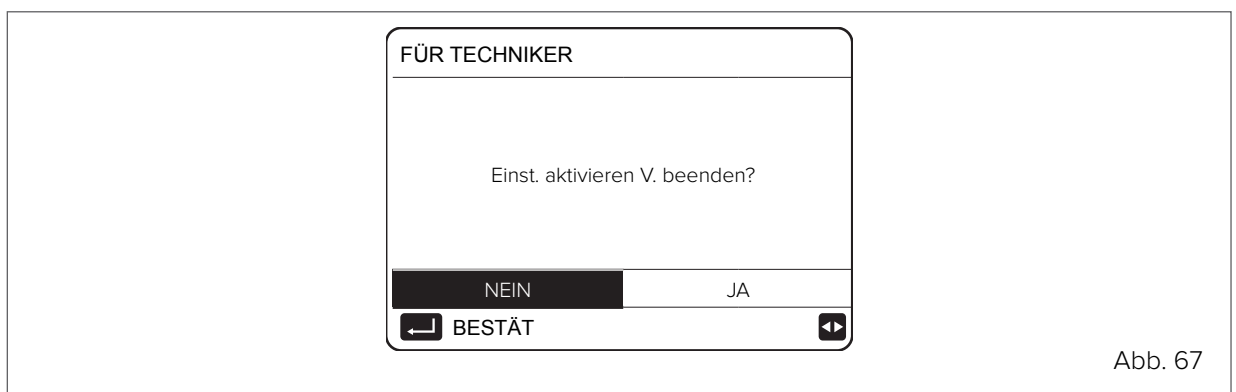 FÜR TECHNIKER
Einst. aktivieren V. beenden?
NEIN JA
BESTÄT
Abb. 67